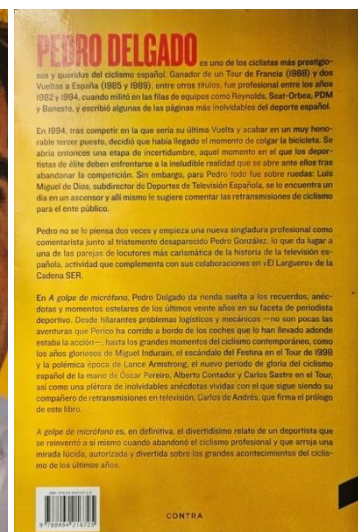 PEDRO DELGADO es uno de los ciclistas más prestigio-
sos y queridos del ciclismo español. Ganador de un Tour de Francia (1988) y dos
Vueltas a España (1985 y 1989), entre otros títulos, fue profesional entre los años
1982 y 1994, cuando militó en las filas de equipos como Reynolds, Seat-Orbea, PDM
y Banesto, y escribió algunas de las páginas más inolvidables del deporte español.
En 1994, tras competir en la que sería su última Vuelta y acabar en un muy hono-
rable tercer puesto, decidió que había llegado el momento de colgar la bicicleta. Se
abría entonces una etapa de incertidumbre, aquel momento en el que los depor-
tistas de élite deben enfrentarse a la ineludible realidad que se abre ante ellos tras
abandonar la competición. Sin embargo, para Pedro todo fue sobre ruedas: Luis
Miguel de Dios, subdirector de Deportes de Televisión Española, se lo encuentra un
día en un ascensor y allí mismo le sugiere comentar las retransmisiones de ciclismo
para el ente público.
Pedro no se lo piensa dos veces y empieza una nueva singladura profesional como
comentarista junto al tristemente desaparecido Pedro González, lo que da lugar a
una de las parejas de locutores más carismática de la historia de la televisión es-
pañola, actividad que complementa con sus colaboraciones en «El Larguero» de la
Cadena SER.
En A golpe de micrófono, Pedro Delgado da rienda suelta a los recuerdos, anéc-
dotas y momentos estelares de los últimos veinte años en su faceta de periodista
deportivo. Desde hilarantes problemas logísticos y mecánicos —no son pocas las
aventuras que Perico ha corrido a bordo de los coches que lo han llevado adonde
estaba la acción—, hasta los grandes momentos del ciclismo contemporáneo, como
los años gloriosos de Miguel Indurain, el escándalo del Festina en el Tour de 1998
y la polémica época de Lance Armstrong, el nuevo periodo de gloria del ciclismo
español de la mano de Óscar Pereiro, Alberto Contador y Carlos Sastre en el Tour,
así como una plétora de inolvidables anécdotas vividas con el que sigue siendo su
compañero de retransmisiones en televisión, Carlos de Andrés, que firma el prólogo
de este libro.
A golpe de micrófono es, en definitiva, el divertidísimo relato de un deportista que
se reinventó a sí mismo cuando abandonó el ciclismo profesional y que arroja una
mirada lúcida, autorizada y divertida sobre los grandes acontecimientos del ciclis-
mo de los últimos años.
9 788494 216725
CONTRA